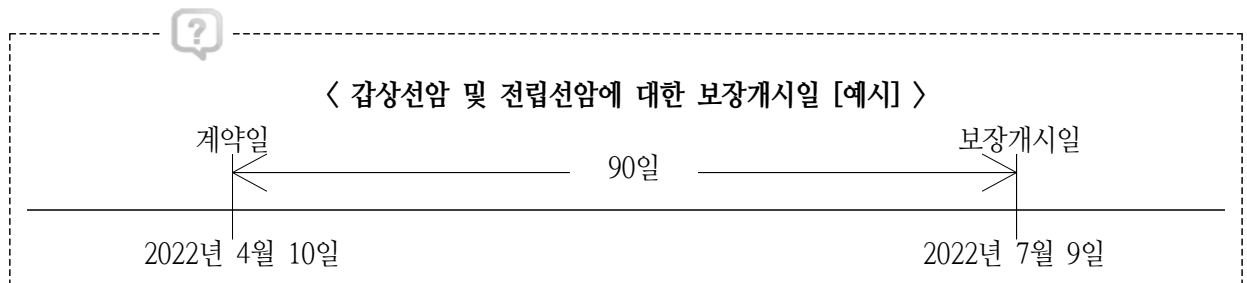 ?
〈 갑상선암 및 전립선암에 대한 보장개시일 [예시] 〉
계약일 보장개시일
90일
2022년 4월 10일 2022년 7월 9일